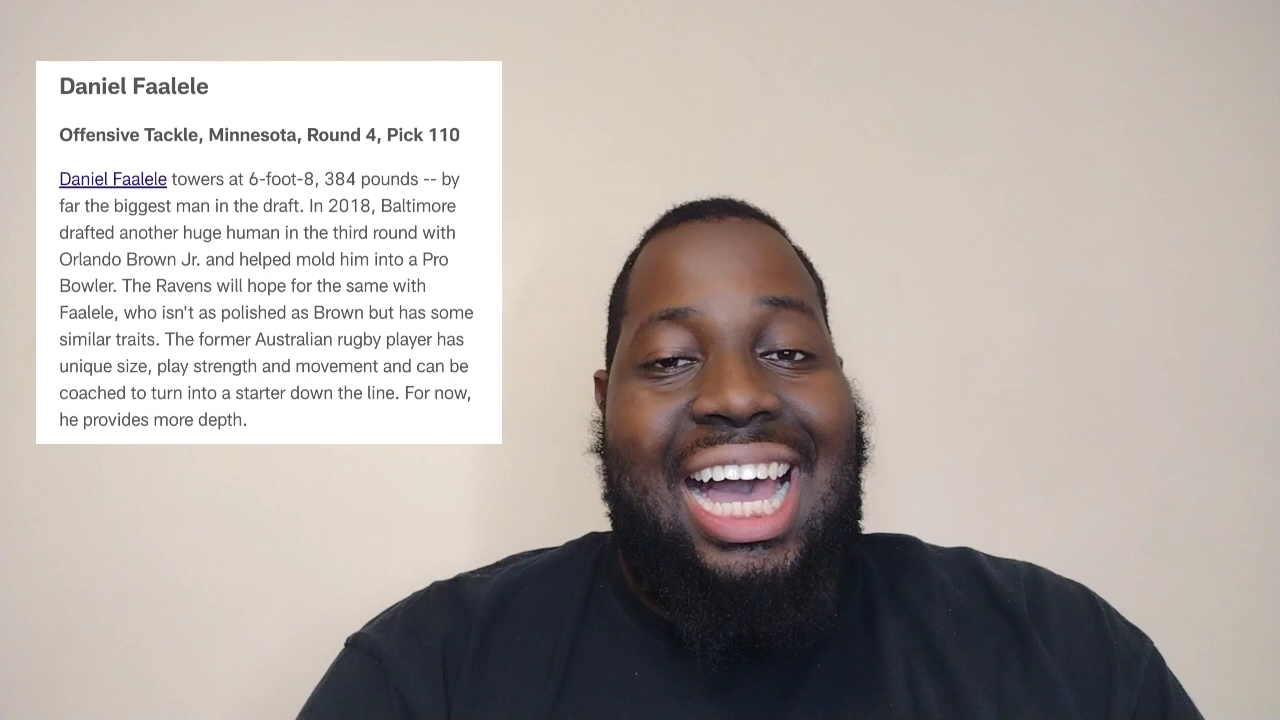 Daniel Faalele
Offensive Tackle, Minnesota, Round 4, Pick 110
Daniel Faalele towers at 6-foot-8, 384 pounds -- by
far the biggest man in the draft. In 2018, Baltimore
drafted another huge human in the third round with
Orlando Brown Jr. and helped mold him into a Pro
Bowler. The Ravens will hope for the same with
Faalele, who isn't as polished as Brown but has some
similar traits. The former Australian rugby player has
unique size, play strength and movement and can be
coached to turn into a starter down the line. For now,
he provides more depth.